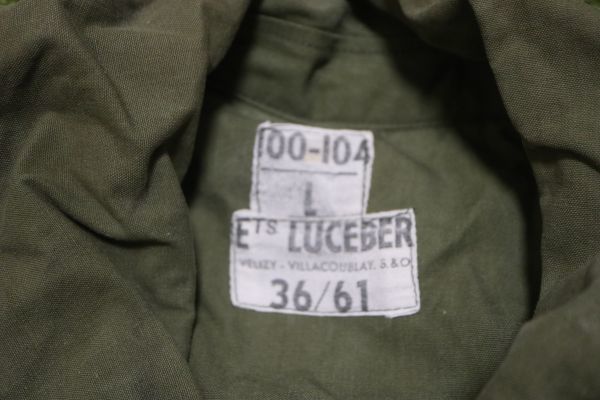 100-104
L
ETS LUCEBER
VELIZY - VILLACOUBLAY. S.&O
36/61